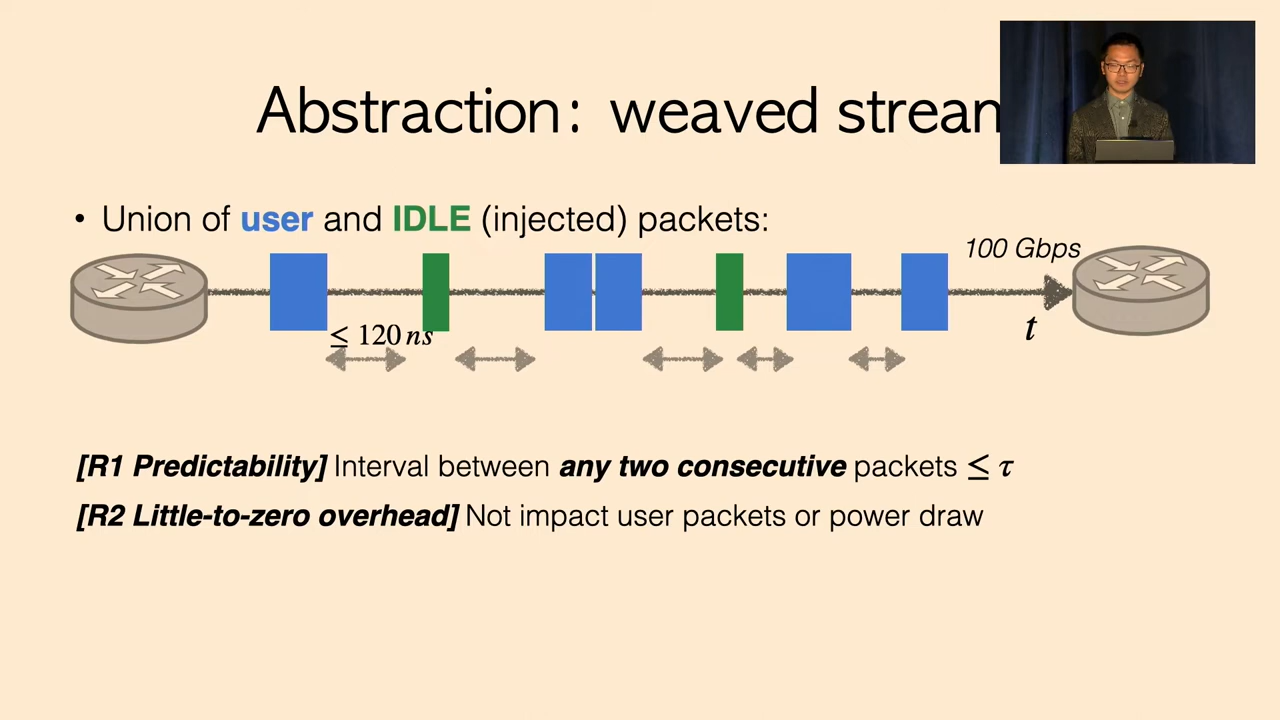 Abstraction: weaved stream
• Union of user and IDLE (injected) packets:
100 Gbps
≤ 120 ns
t
[R1 Predictability] Interval between any two consecutive packets ≤ τ
[R2 Little-to-zero overhead] Not impact user packets or power draw